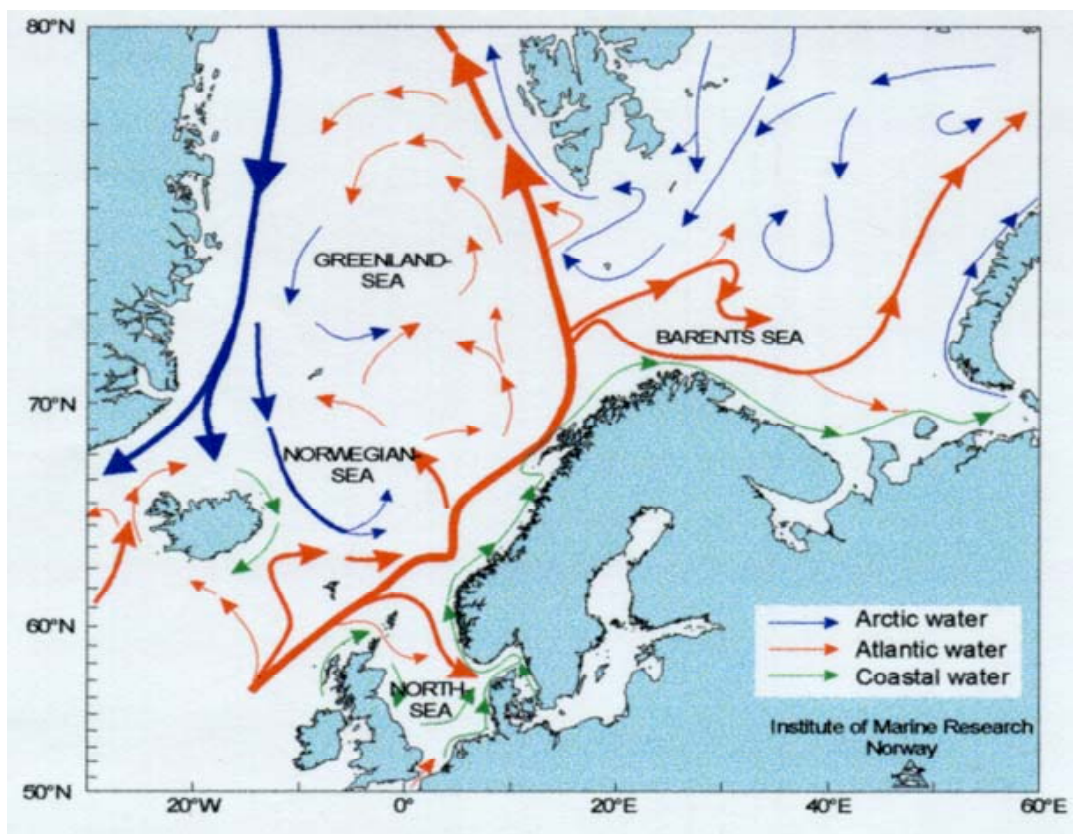 80°N
GREENLAND-
SEA
BARENTS SEA
70°N
NORWEGIAN-
SEA
60°N
Arctic water
Atlantic water
Coastal water
NORTH-
SEA
Institute of Marine Research
Norway
50°N
20°W
0°
20°E
40°E
60°E